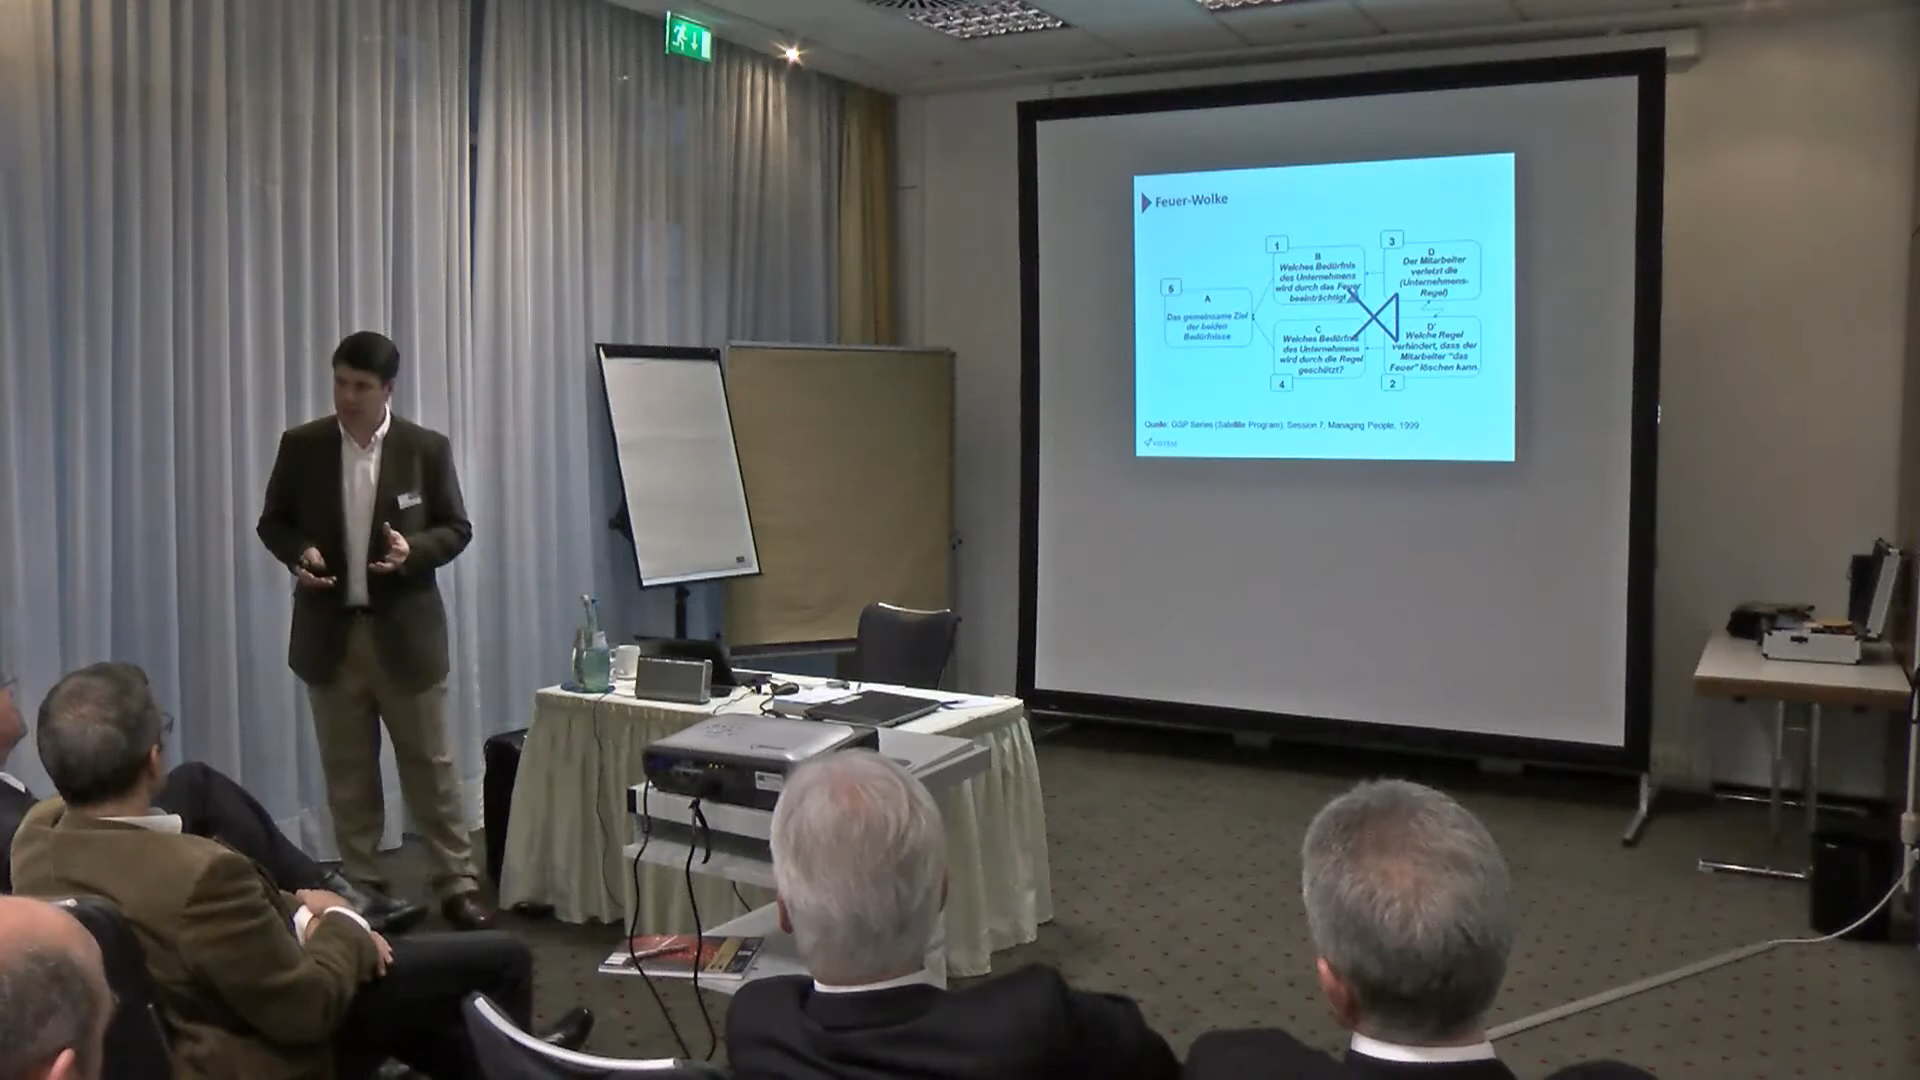 Feuer-Wolke
5
A
Das gemeinsame Ziel
der beiden
Bedürfnisse
1
B
Welches Bedürfnis
des Unternehmens
wird durch das Feuer
beeinträchtigt
3
D
Der Mitarbeiter
verletzt die
(Unternehmens-
Regel)
C
Welches Bedürfnis
des Unternehmens
wird durch die Regel
geschützt?
4
D'
Welche Regel
verhindert, dass der
Mitarbeiter "das
Feuer" löschen kann.
2
Quelle: GSP Series (Satellite Program), Session 7, Managing People, 1999
VISTEM